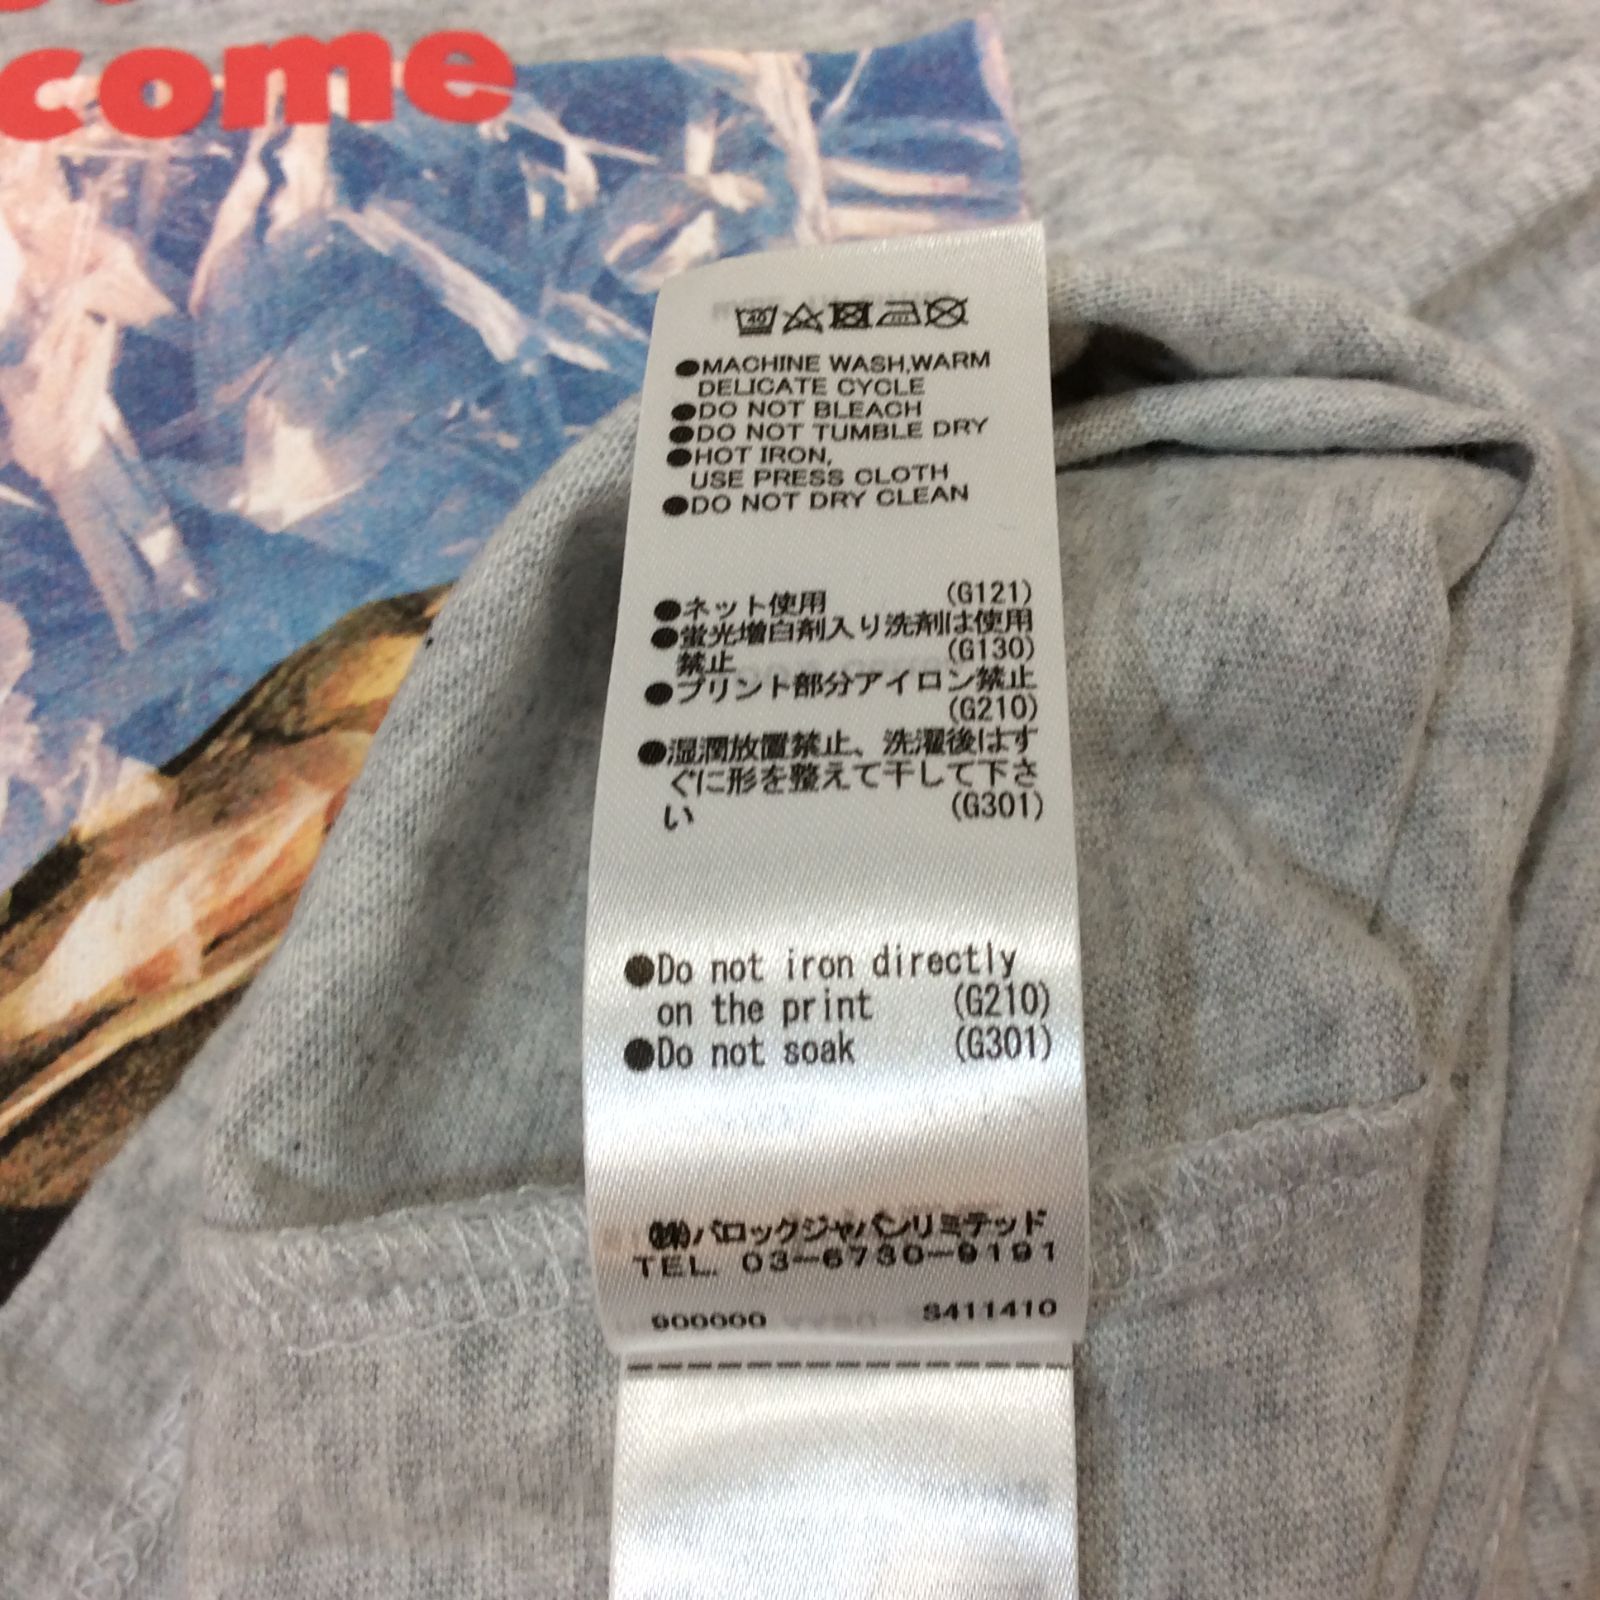 come
40
●MACHINE WASH,WARM
DELICATE CYCLE
●DO NOT BLEACH
●DO NOT TUMBLE DRY
●HOT IRON,
USE PRESS CLOTH
●DO NOT DRY CLEAN
●ネット使用 (G121)
●蛍光増白剤入り洗剤は使用
禁止 (G130)
●プリント部分アイロン禁止
(G210)
●湿潤放置禁止、洗濯後はす
ぐに形を整えて干して下さ
い (G301)
●Do not iron directly
on the print (G210)
●Do not soak (G301)
㈱バロックジャパンリミテッド
TEL. 03-6730-9191
900000 S411410